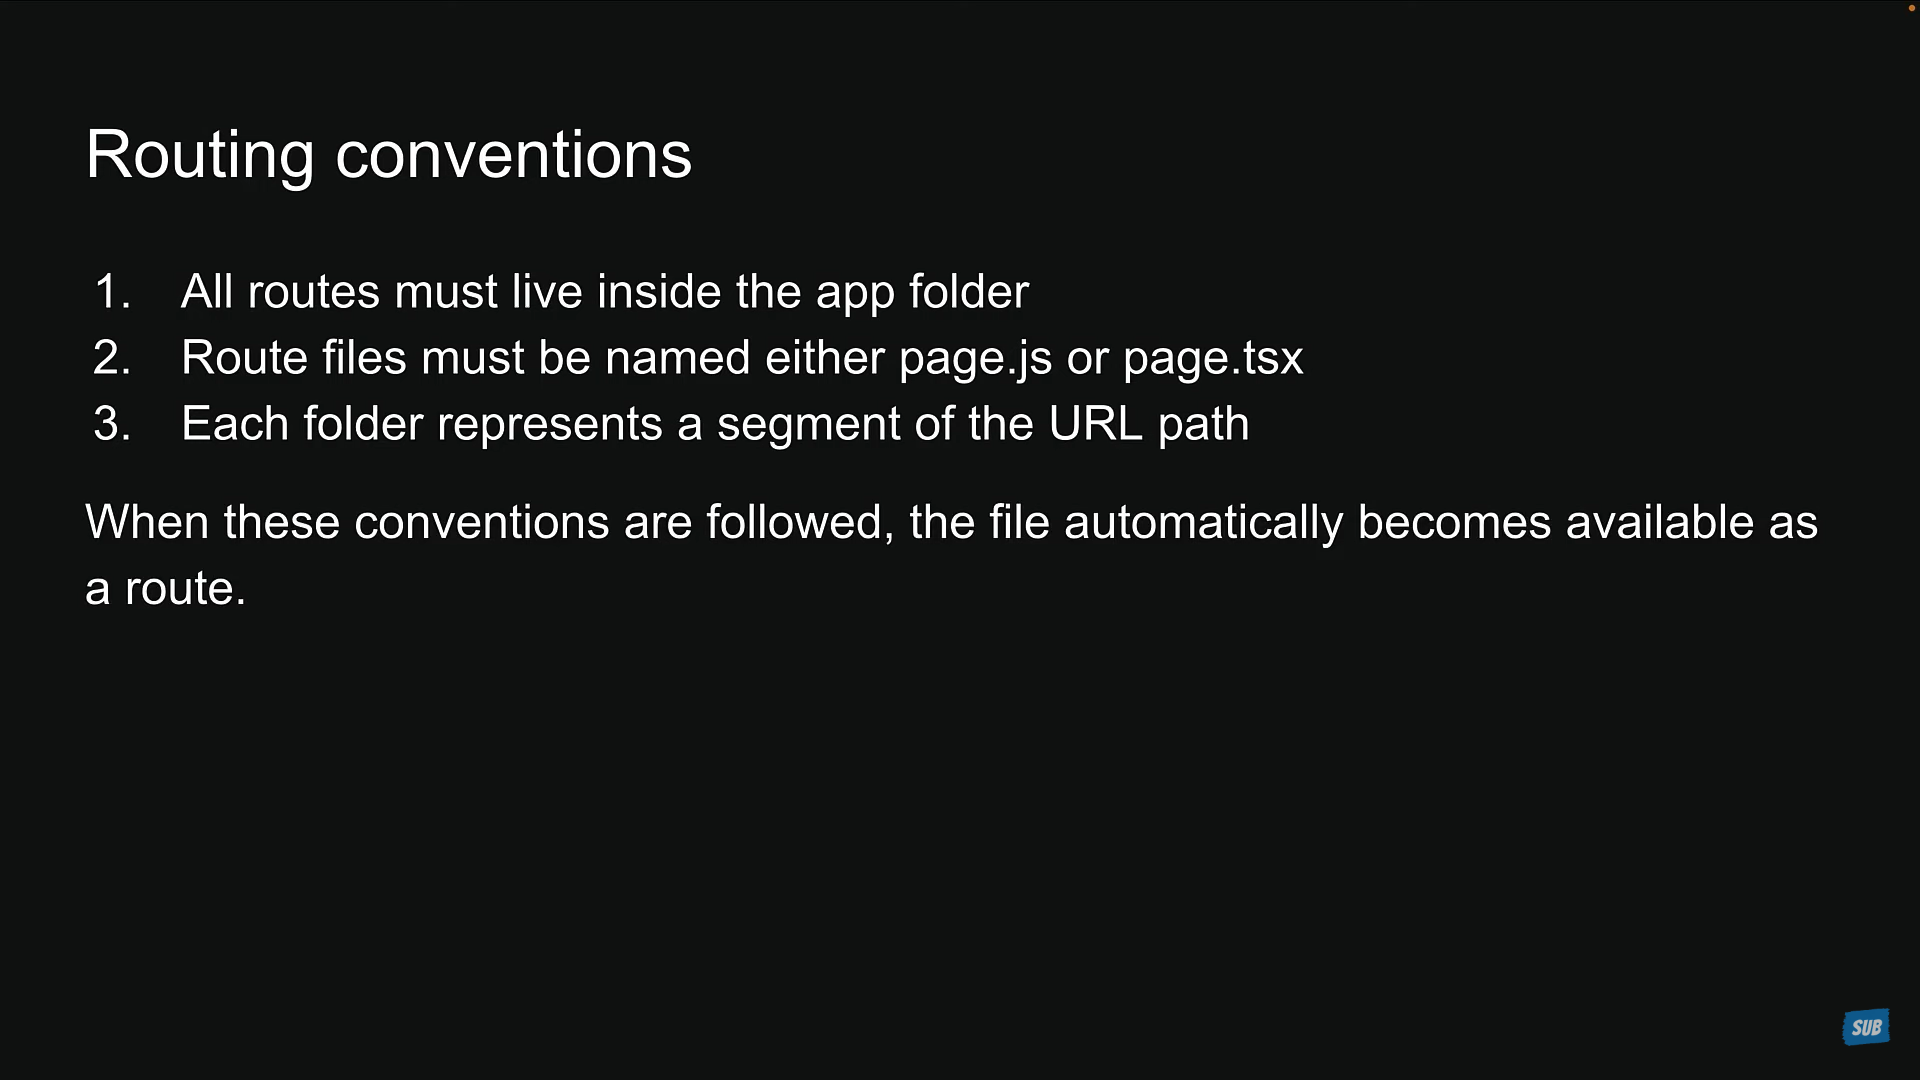 Routing conventions
1. All routes must live inside the app folder
2. Route files must be named either page.js or page.tsx
3. Each folder represents a segment of the URL path
When these conventions are followed, the file automatically becomes available as
a route.
SUB